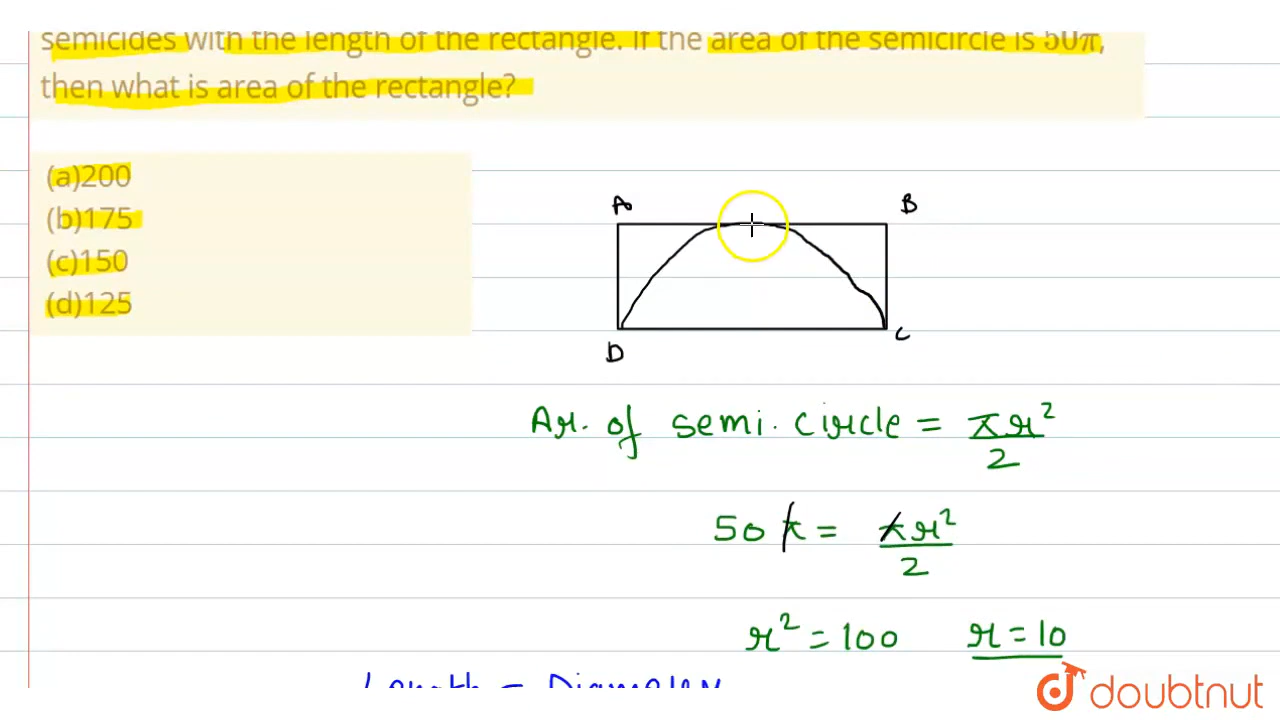 semicides with the length of the rectangle. If the area of the semicircle is 50π,
then what is area of the rectangle?
(a)200
(b)175
(c)150
(d)125
A B
D C
Ar. of semi. circle = πr²/2
50π = πr²/2
r² = 100 r = 10
Length = Diameter
doubtnut